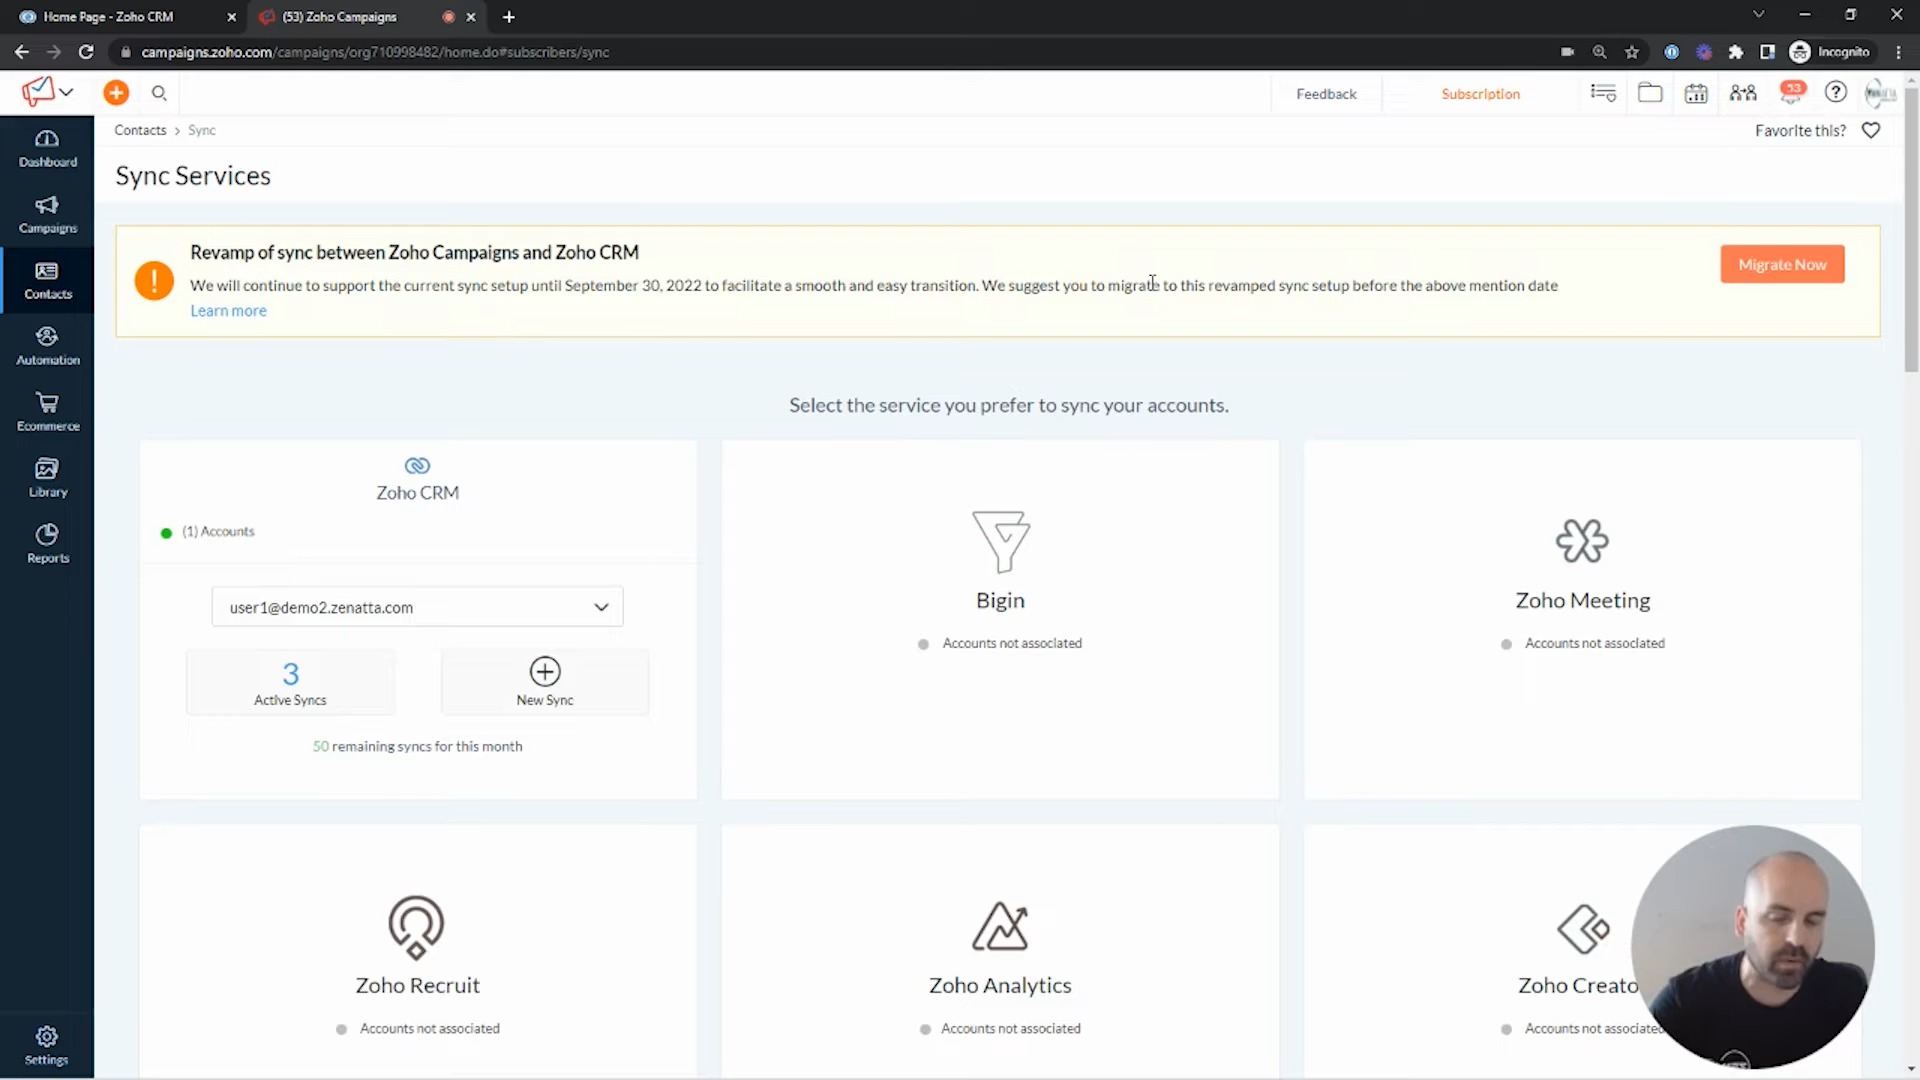 Home Page - Zoho CRM
(53) Zoho Campaigns
campaigns.zoho.com/campaigns/org710998482/home.do#subscribers/sync
Incognito
Feedback
Subscription
53
Contacts > Sync
Favorite this?
Sync Services
Dashboard
Campaigns
Contacts
Automation
Ecommerce
Library
Reports
Settings
Revamp of sync between Zoho Campaigns and Zoho CRM
We will continue to support the current sync setup until September 30, 2022 to facilitate a smooth and easy transition. We suggest you to migrate to this revamped sync setup before the above mention date
Learn more
Migrate Now
Select the service you prefer to sync your accounts.
Zoho CRM
(1) Accounts
user1@demo2.zenatta.com
3
Active Syncs
New Sync
50 remaining syncs for this month
Bigin
Accounts not associated
Zoho Meeting
Accounts not associated
Zoho Recruit
Accounts not associated
Zoho Analytics
Accounts not associated
Zoho Creato
Accounts not associated